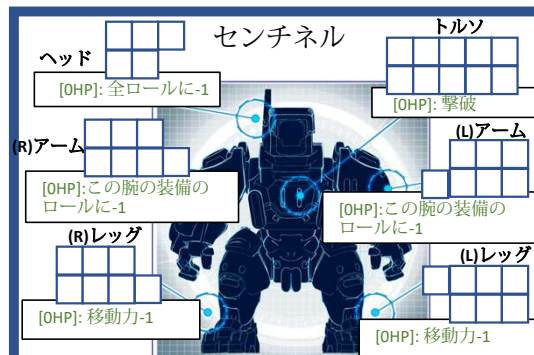 センチネル
ヘッド
[0HP]: 全ロールに-1
トルソ
[0HP]: 撃破
(R)アーム
[0HP]:この腕の装備の
ロールに-1
(L)アーム
[0HP]:この腕の装備の
ロールに-1
(R)レッグ
[0HP]: 移動力-1
(L)レッグ
[0HP]: 移動力-1